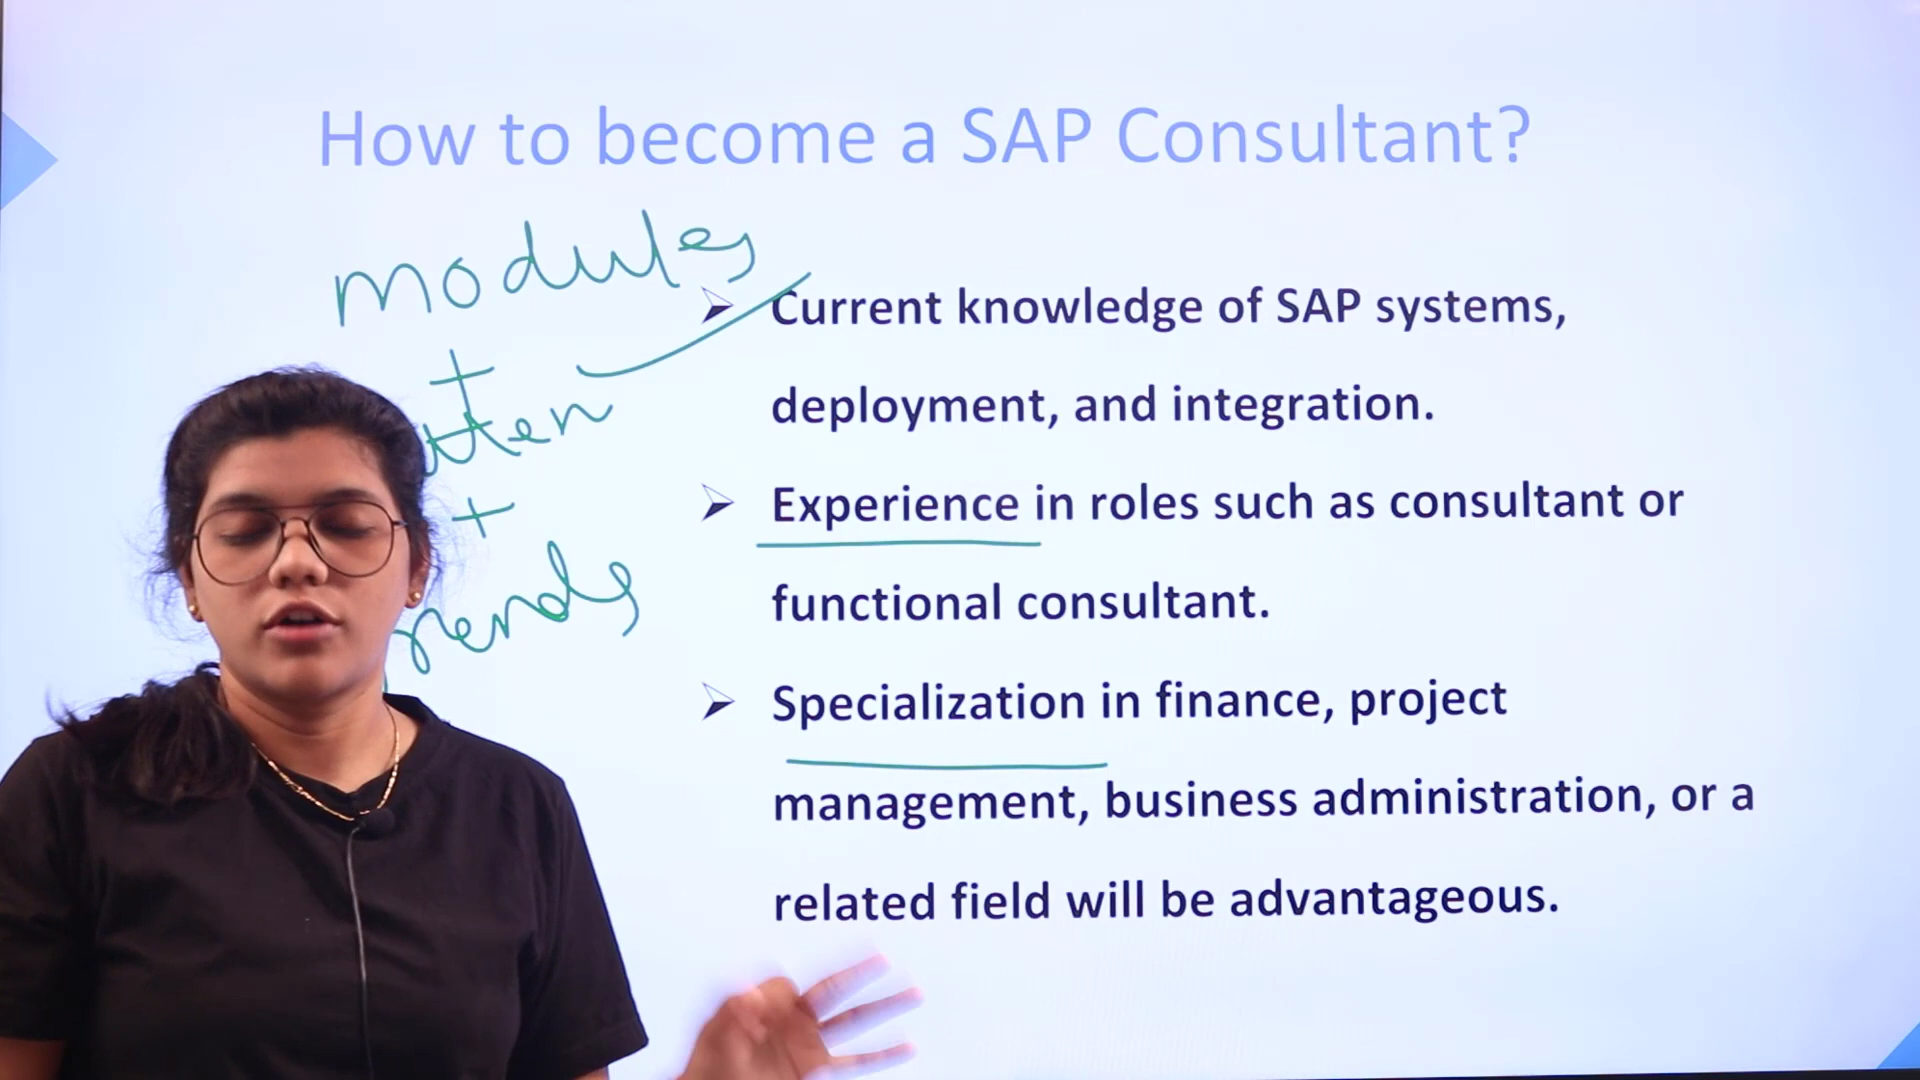 How to become a SAP Consultant?
modules
+
+
➢ Current knowledge of SAP systems,
deployment, and integration.
➢ Experience in roles such as consultant or
functional consultant.
➢ Specialization in finance, project
management, business administration, or a
related field will be advantageous.